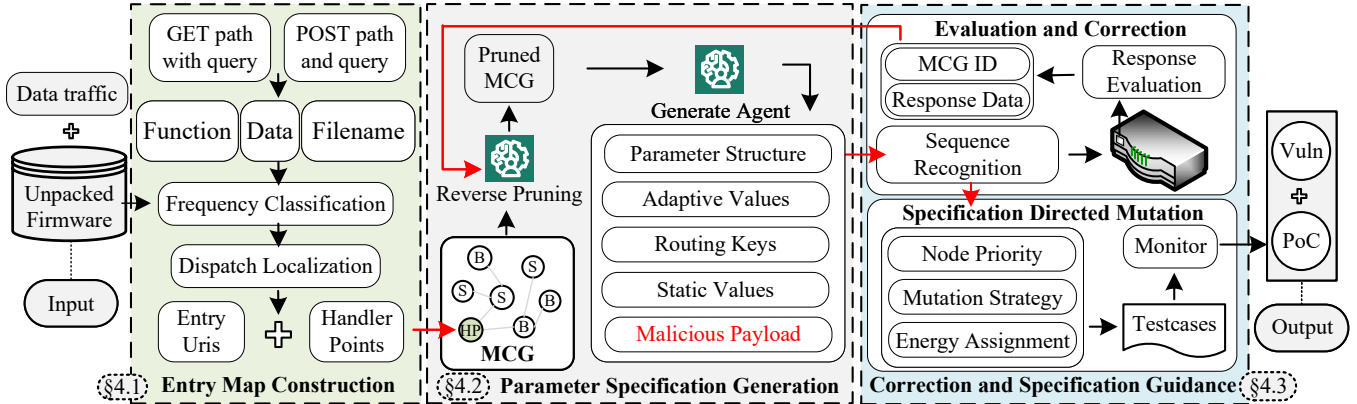 Data traffic
Unpacked
Firmware
Input
GET path
with query
POST path
and query
Function
Data
Filename
Frequency Classification
Dispatch Localization
Entry
Uris
Handler
Points
§4.1
Entry Map Construction
Pruned
MCG
Reverse Pruning
B
S
S
S
B
HP
B
MCG
Generate Agent
Parameter Structure
Adaptive Values
Routing Keys
Static Values
Malicious Payload
§4.2
Parameter Specification Generation
Evaluation and Correction
MCG ID
Response Data
Response
Evaluation
Sequence
Recognition
Specification Directed Mutation
Node Priority
Mutation Strategy
Energy Assignment
Monitor
Testcases
Correction and Specification Guidance
§4.3
Vuln
PoC
Output